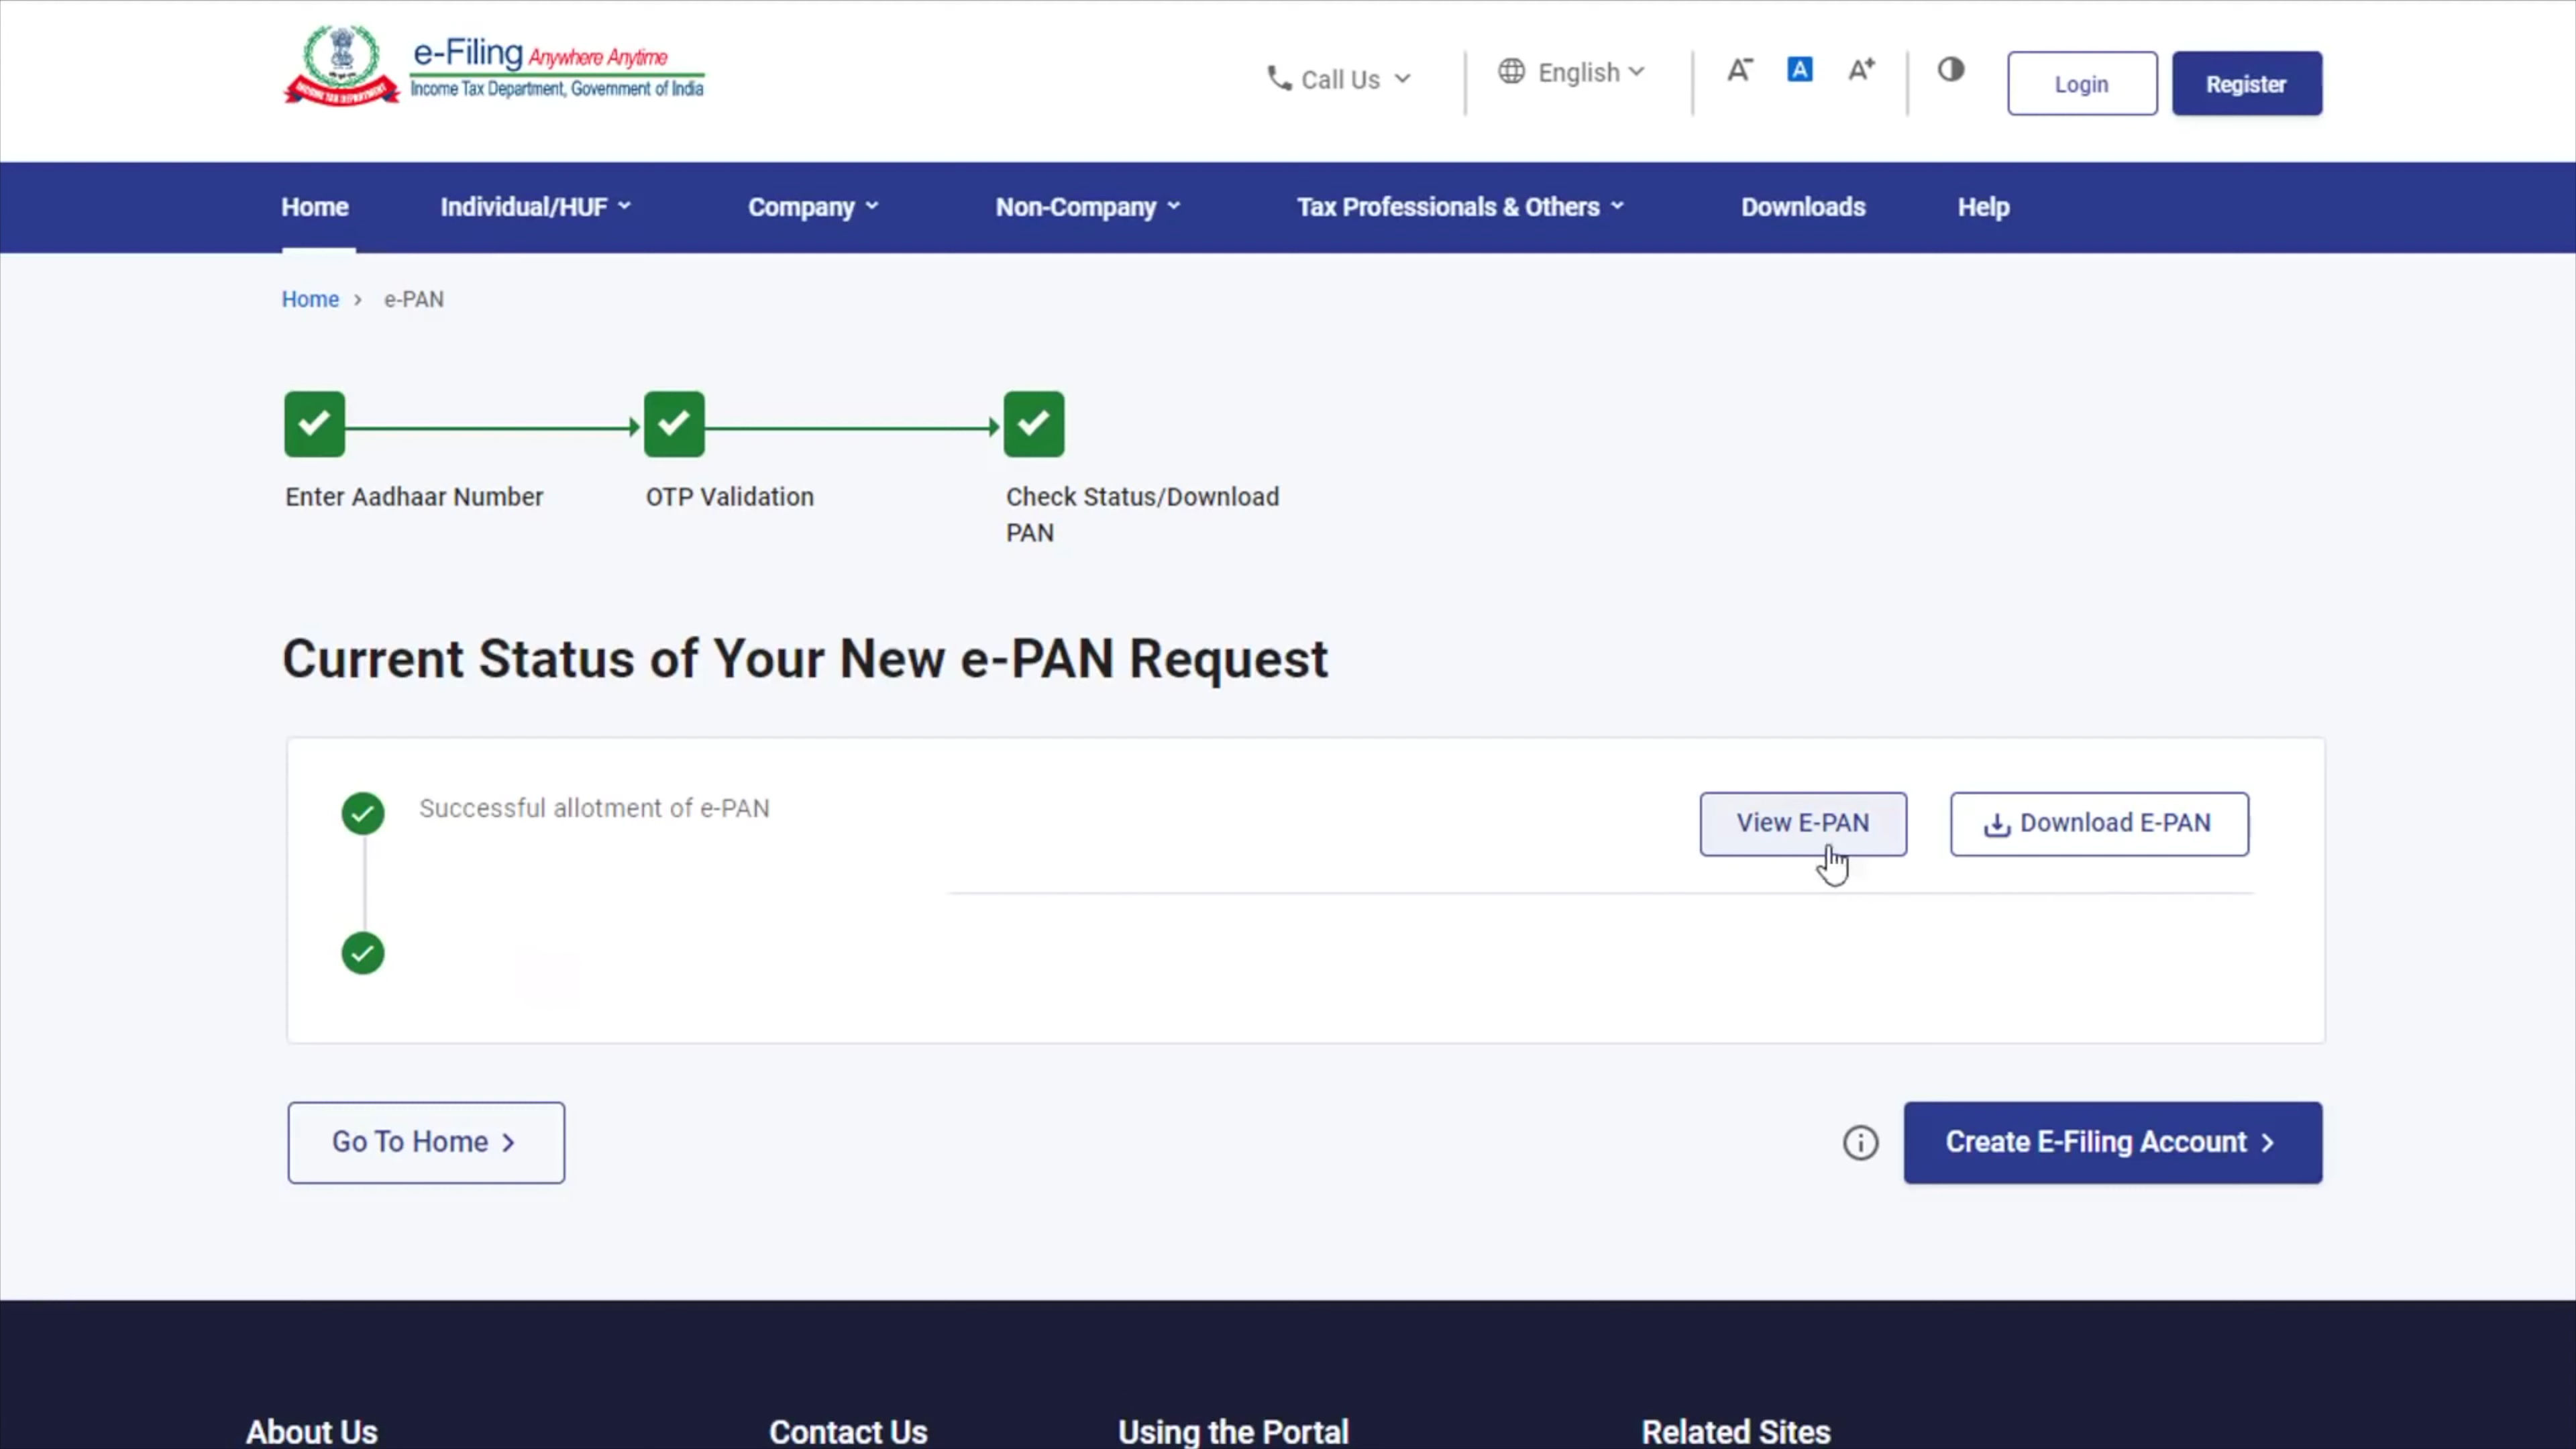 e-Filing Anywhere Anytime
Income Tax Department, Government of India
INCOME TAX DEPARTMENT
Call Us
English
A-
A
A+
Login
Register
Home
Individual/HUF
Company
Non-Company
Tax Professionals & Others
Downloads
Help
Home > e-PAN
Enter Aadhaar Number
OTP Validation
Check Status/Download
PAN
Current Status of Your New e-PAN Request
Successful allotment of e-PAN
View E-PAN
Download E-PAN
Go To Home >
Create E-Filing Account >
About Us
Contact Us
Using the Portal
Related Sites